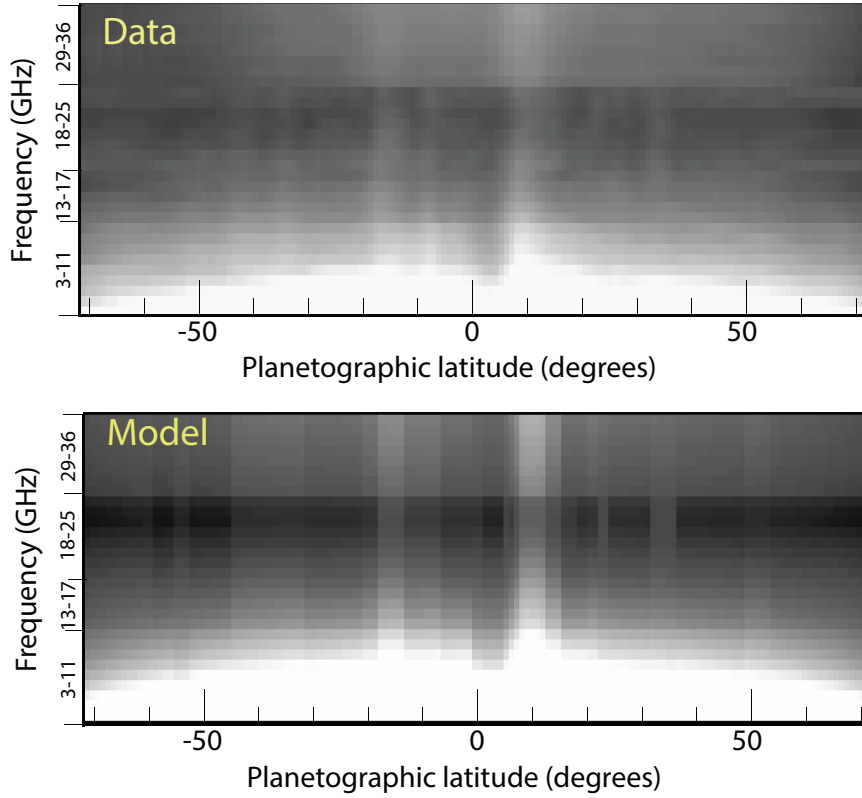 Data
Frequency (GHz)
29-36
18-25
13-17
3-11
-50
0
50
Planetographic latitude (degrees)
Model
Frequency (GHz)
29-36
18-25
13-17
3-11
-50
0
50
Planetographic latitude (degrees)